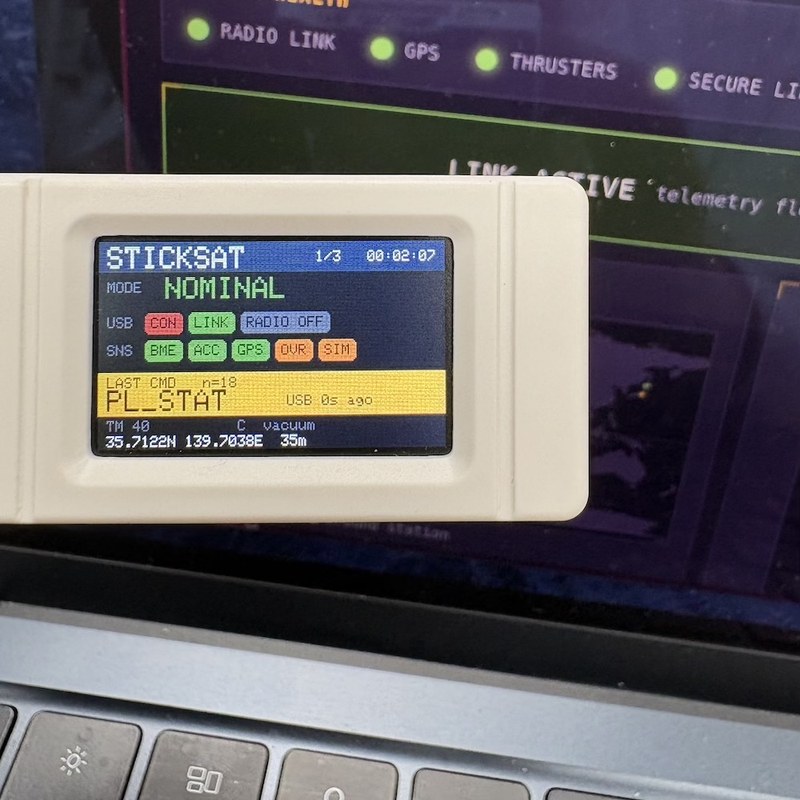 RADIO LINK GPS THRUSTERS SECURE
LINK ACTIVE telemetry
STICKSAT 1/3 00:02:07
MODE NOMINAL
USB CON LINK RADIO OFF
SNS BME ACC GPS OVR SIM
LAST CMD n=18
PL_STAT USB 0s ago
TM 40 C vacuum
35.7122N 139.7038E 35m
station